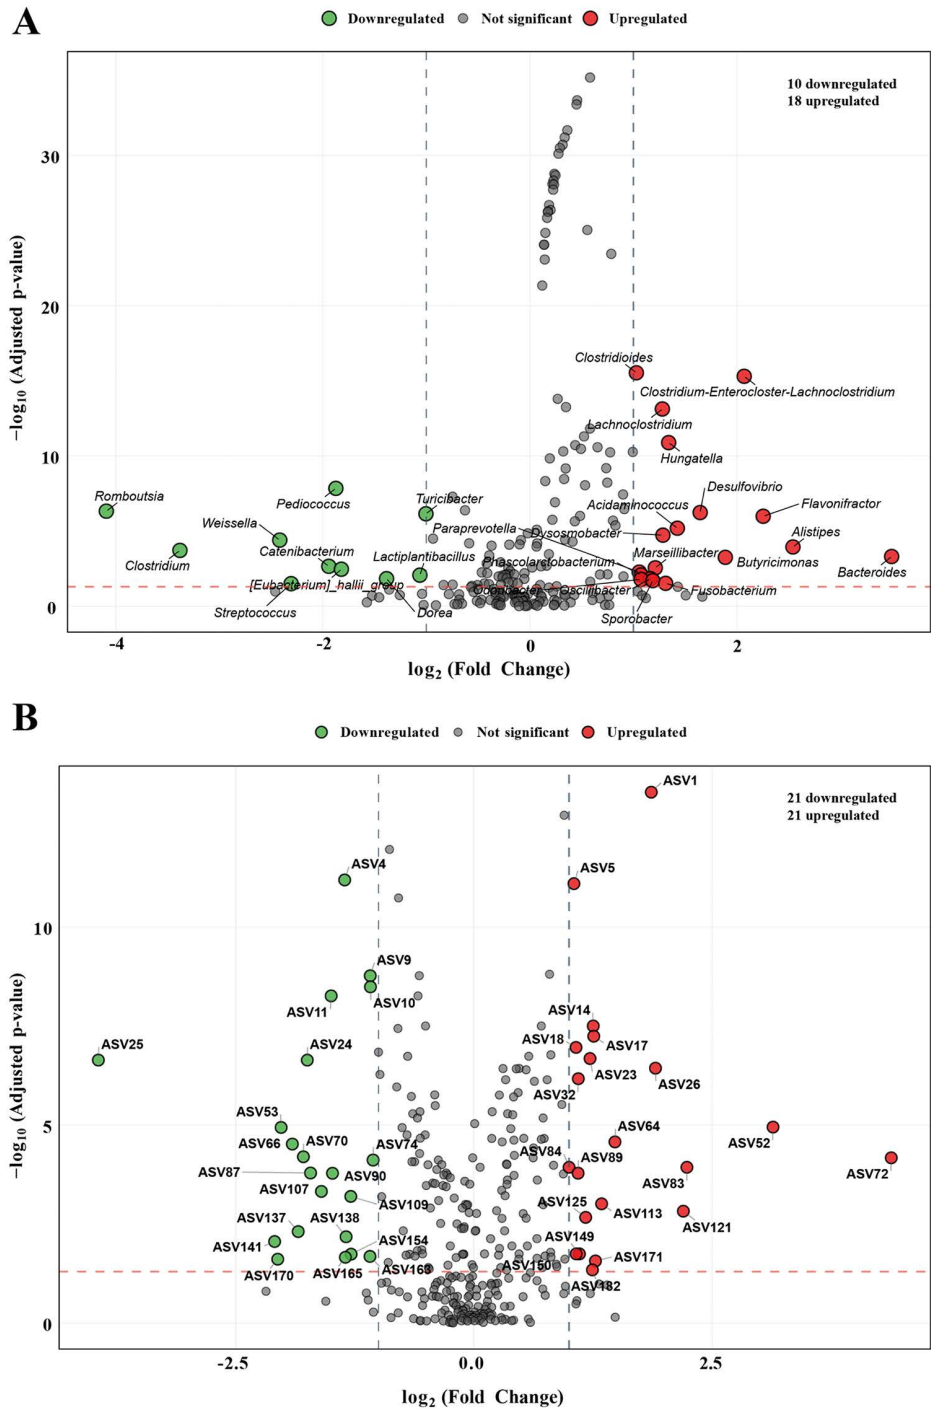 A
Downregulated Not significant Upregulated
10 downregulated
18 upregulated
30
20
10
0
−log10 (Adjusted p-value)
Clostridioides
Clostridium-Enterocloster-Lachnoclostridium
Lachnoclostridium
Hungatella
Romboutsia
Pediococcus
Turicibacter
Desulfovibrio
Acidaminococcus
Flavonifractor
Weissella
Paraprevotella
Dysosmobacter
Alistipes
Clostridium
Catenibacterium
Lactiplantibacillus
Phascolarctobacterium
Marseillibacter
Butyricimonas
Bacteroides
[Eubacterium]_hallii_group
Odoribacter
Oscillibacter
Fusobacterium
Streptococcus
Dorea
Sporobacter
-4 -2 0 2
log2 (Fold Change)
B
Downregulated Not significant Upregulated
21 downregulated
21 upregulated
10
5
0
−log10 (Adjusted p-value)
ASV1
ASV4
ASV5
ASV9
ASV10
ASV11
ASV14
ASV18
ASV17
ASV25
ASV24
ASV23
ASV26
ASV32
ASV53
ASV66
ASV70
ASV74
ASV64
ASV52
ASV84
ASV89
ASV87
ASV90
ASV83
ASV72
ASV107
ASV109
ASV125
ASV113
ASV121
ASV137
ASV138
ASV141
ASV154
ASV149
ASV170
ASV165
ASV163
ASV150
ASV171
ASV182
-2.5 0.0 2.5
log2 (Fold Change)